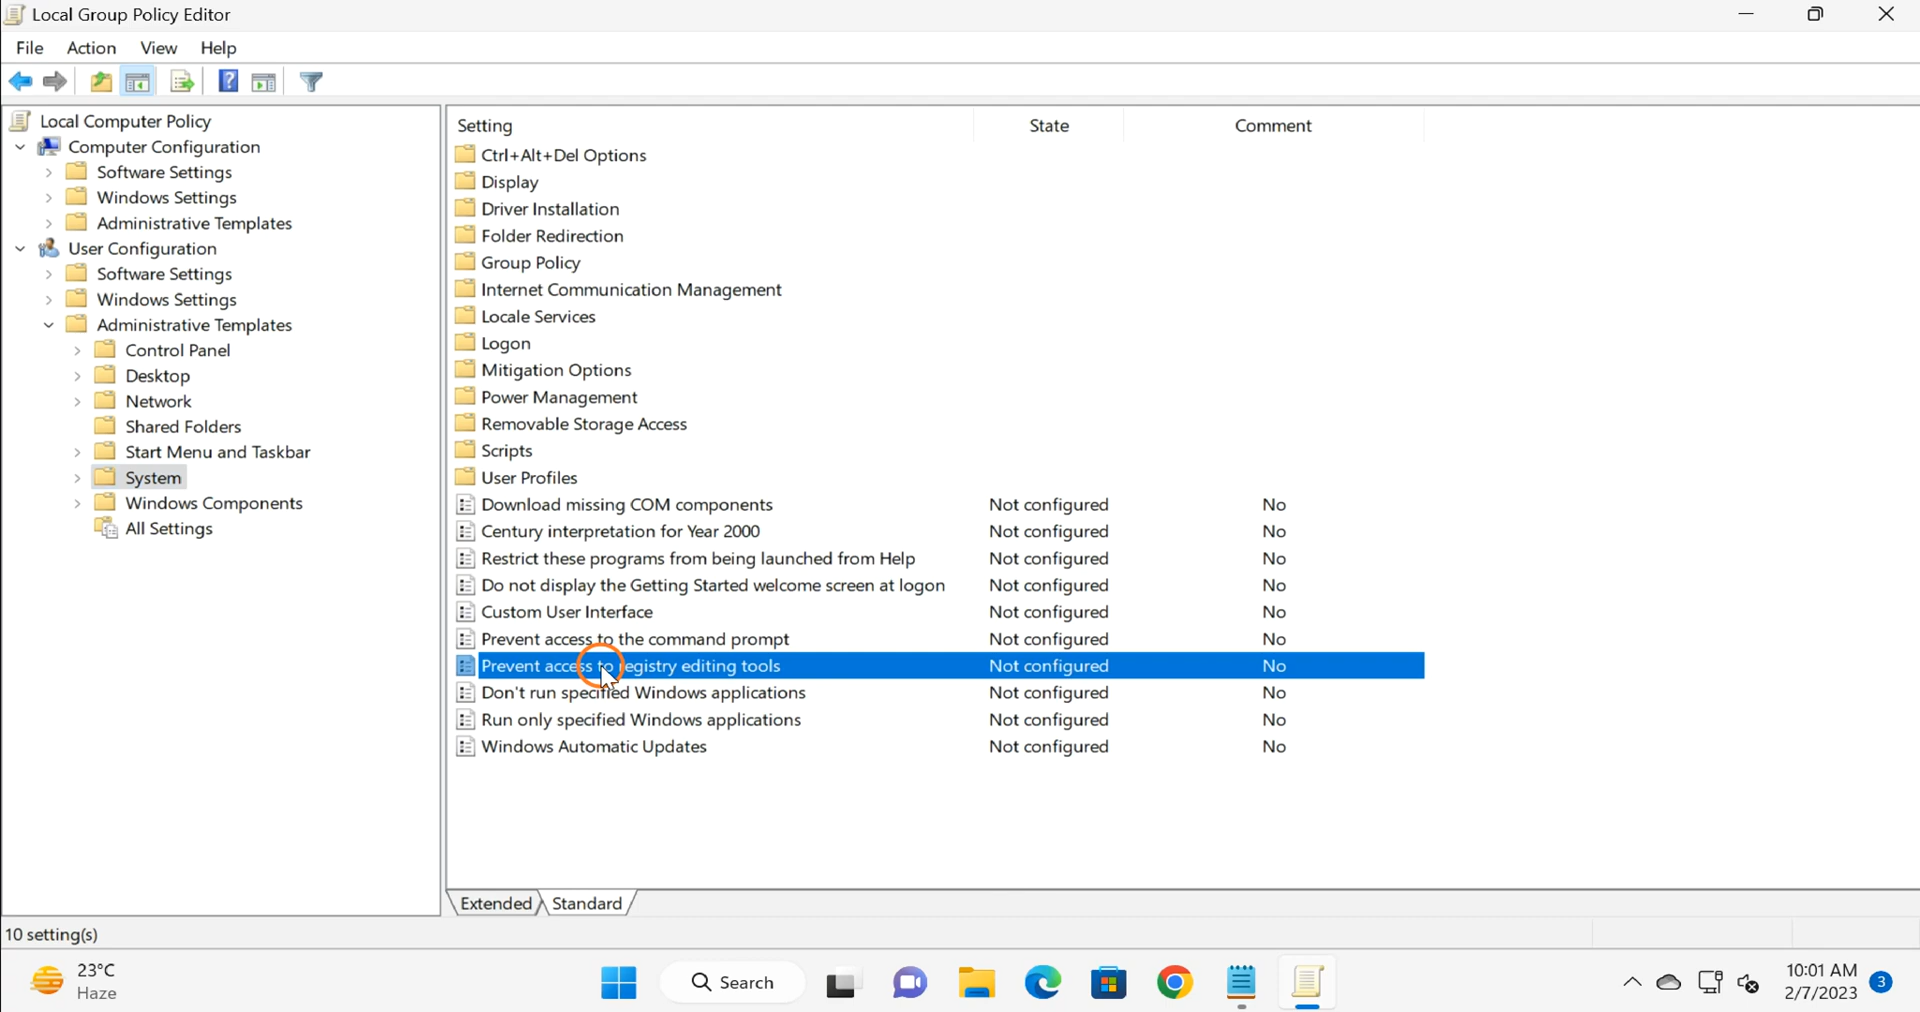 Local Group Policy Editor
File Action View Help
Local Computer Policy
Computer Configuration
Software Settings
Windows Settings
Administrative Templates
User Configuration
Software Settings
Windows Settings
Administrative Templates
Control Panel
Desktop
Network
Shared Folders
Start Menu and Taskbar
System
Windows Components
All Settings
Setting State Comment
Ctrl+Alt+Del Options
Display
Driver Installation
Folder Redirection
Group Policy
Internet Communication Management
Locale Services
Logon
Mitigation Options
Power Management
Removable Storage Access
Scripts
User Profiles
Download missing COM components Not configured No
Century interpretation for Year 2000 Not configured No
Restrict these programs from being launched from Help Not configured No
Do not display the Getting Started welcome screen at logon Not configured No
Custom User Interface Not configured No
Prevent access to the command prompt Not configured No
Prevent access to registry editing tools Not configured No
Don't run specified Windows applications Not configured No
Run only specified Windows applications Not configured No
Windows Automatic Updates Not configured No
Extended Standard
10 setting(s)
23°C
Haze
Search
10:01 AM
2/7/2023
3